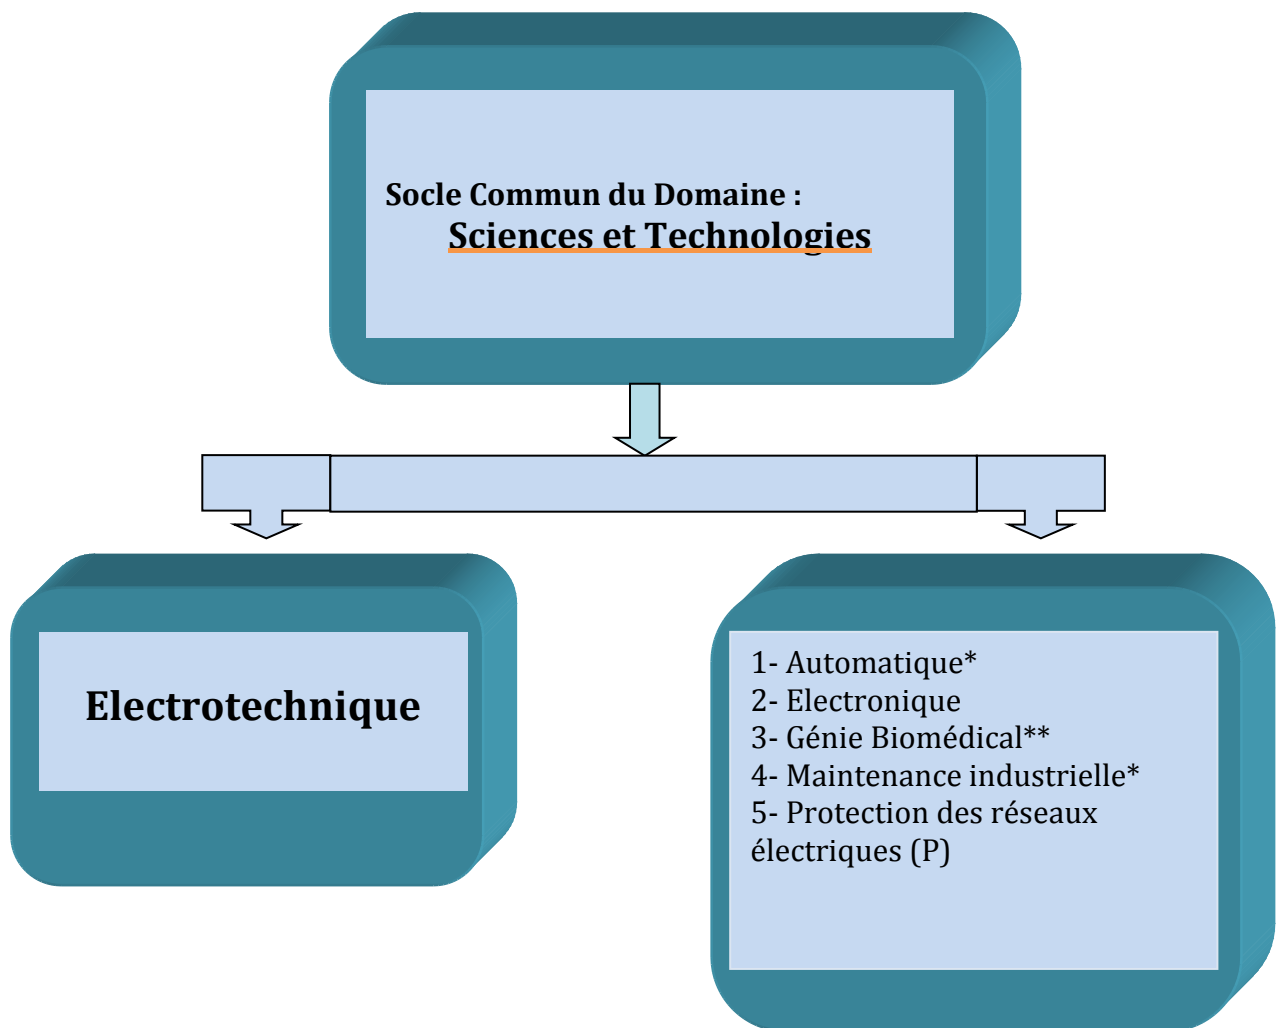 Socle Commun du Domaine :
Sciences et Technologies
Electrotechnique
1- Automatique*
2- Electronique
3- Génie Biomédical**
4- Maintenance industrielle*
5- Protection des réseaux
électriques (P)